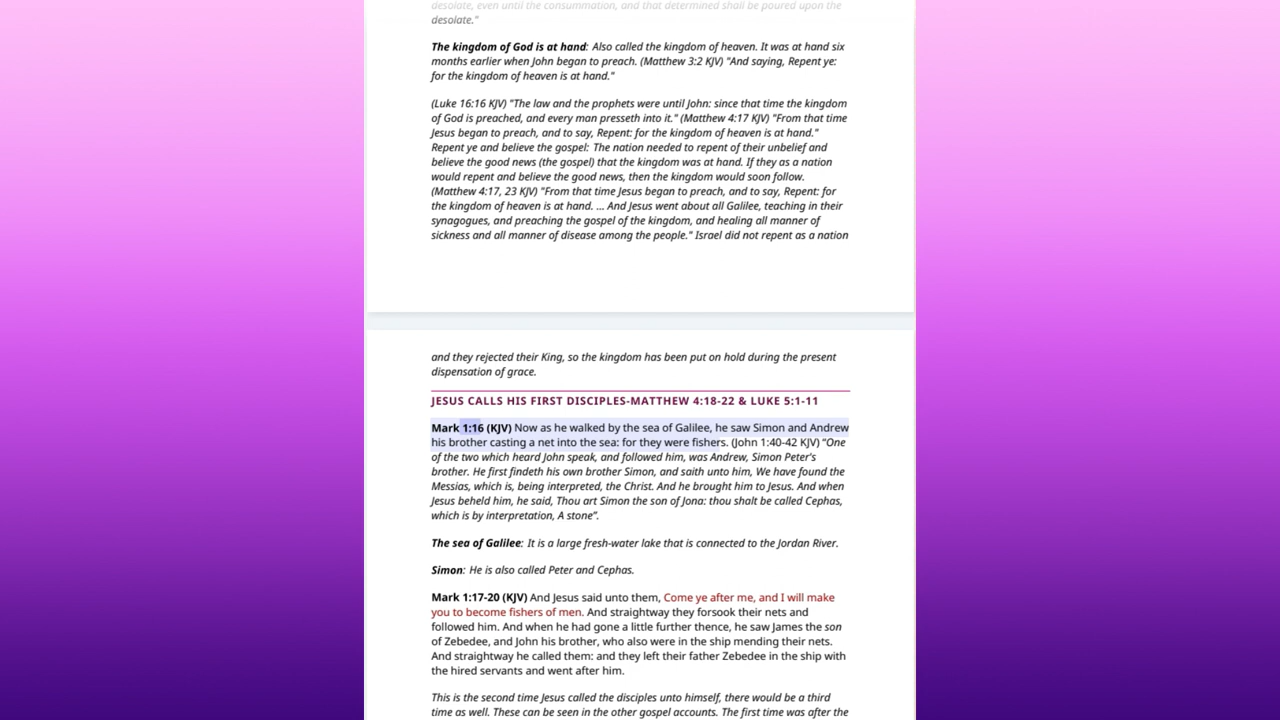 desolate, even until the consummation, and that determined shall be poured upon the
desolate."
The kingdom of God is at hand: Also called the kingdom of heaven. It was at hand six
months earlier when John began to preach. (Matthew 3:2 KJV) "And saying, Repent ye:
for the kingdom of heaven is at hand."
(Luke 16:16 KJV) "The law and the prophets were until John: since that time the kingdom
of God is preached, and every man presseth into it." (Matthew 4:17 KJV) "From that time
Jesus began to preach, and to say, Repent: for the kingdom of heaven is at hand."
Repent ye and believe the gospel: The nation needed to repent of their unbelief and
believe the good news (the gospel) that the kingdom was at hand. If they as a nation
would repent and believe the good news, then the kingdom would soon follow.
(Matthew 4:17, 23 KJV) "From that time Jesus began to preach, and to say, Repent: for
the kingdom of heaven is at hand. ... And Jesus went about all Galilee, teaching in their
synagogues, and preaching the gospel of the kingdom, and healing all manner of
sickness and all manner of disease among the people." Israel did not repent as a nation
and they rejected their King, so the kingdom has been put on hold during the present
dispensation of grace.
JESUS CALLS HIS FIRST DISCIPLES-MATTHEW 4:18-22 & LUKE 5:1-11
Mark 1:16 (KJV) Now as he walked by the sea of Galilee, he saw Simon and Andrew
his brother casting a net into the sea: for they were fishers. (John 1:40-42 KJV) “One
of the two which heard John speak, and followed him, was Andrew, Simon Peter's
brother. He first findeth his own brother Simon, and saith unto him, We have found the
Messias, which is, being interpreted, the Christ. And he brought him to Jesus. And when
Jesus beheld him, he said, Thou art Simon the son of Jona: thou shalt be called Cephas,
which is by interpretation, A stone”.
The sea of Galilee: It is a large fresh-water lake that is connected to the Jordan River.
Simon: He is also called Peter and Cephas.
Mark 1:17-20 (KJV) And Jesus said unto them, Come ye after me, and I will make
you to become fishers of men. And straightway they forsook their nets and
followed him. And when he had gone a little further thence, he saw James the son
of Zebedee, and John his brother, who also were in the ship mending their nets.
And straightway he called them: and they left their father Zebedee in the ship with
the hired servants and went after him.
This is the second time Jesus called the disciples unto himself, there would be a third
time as well. These can be seen in the other gospel accounts. The first time was after the